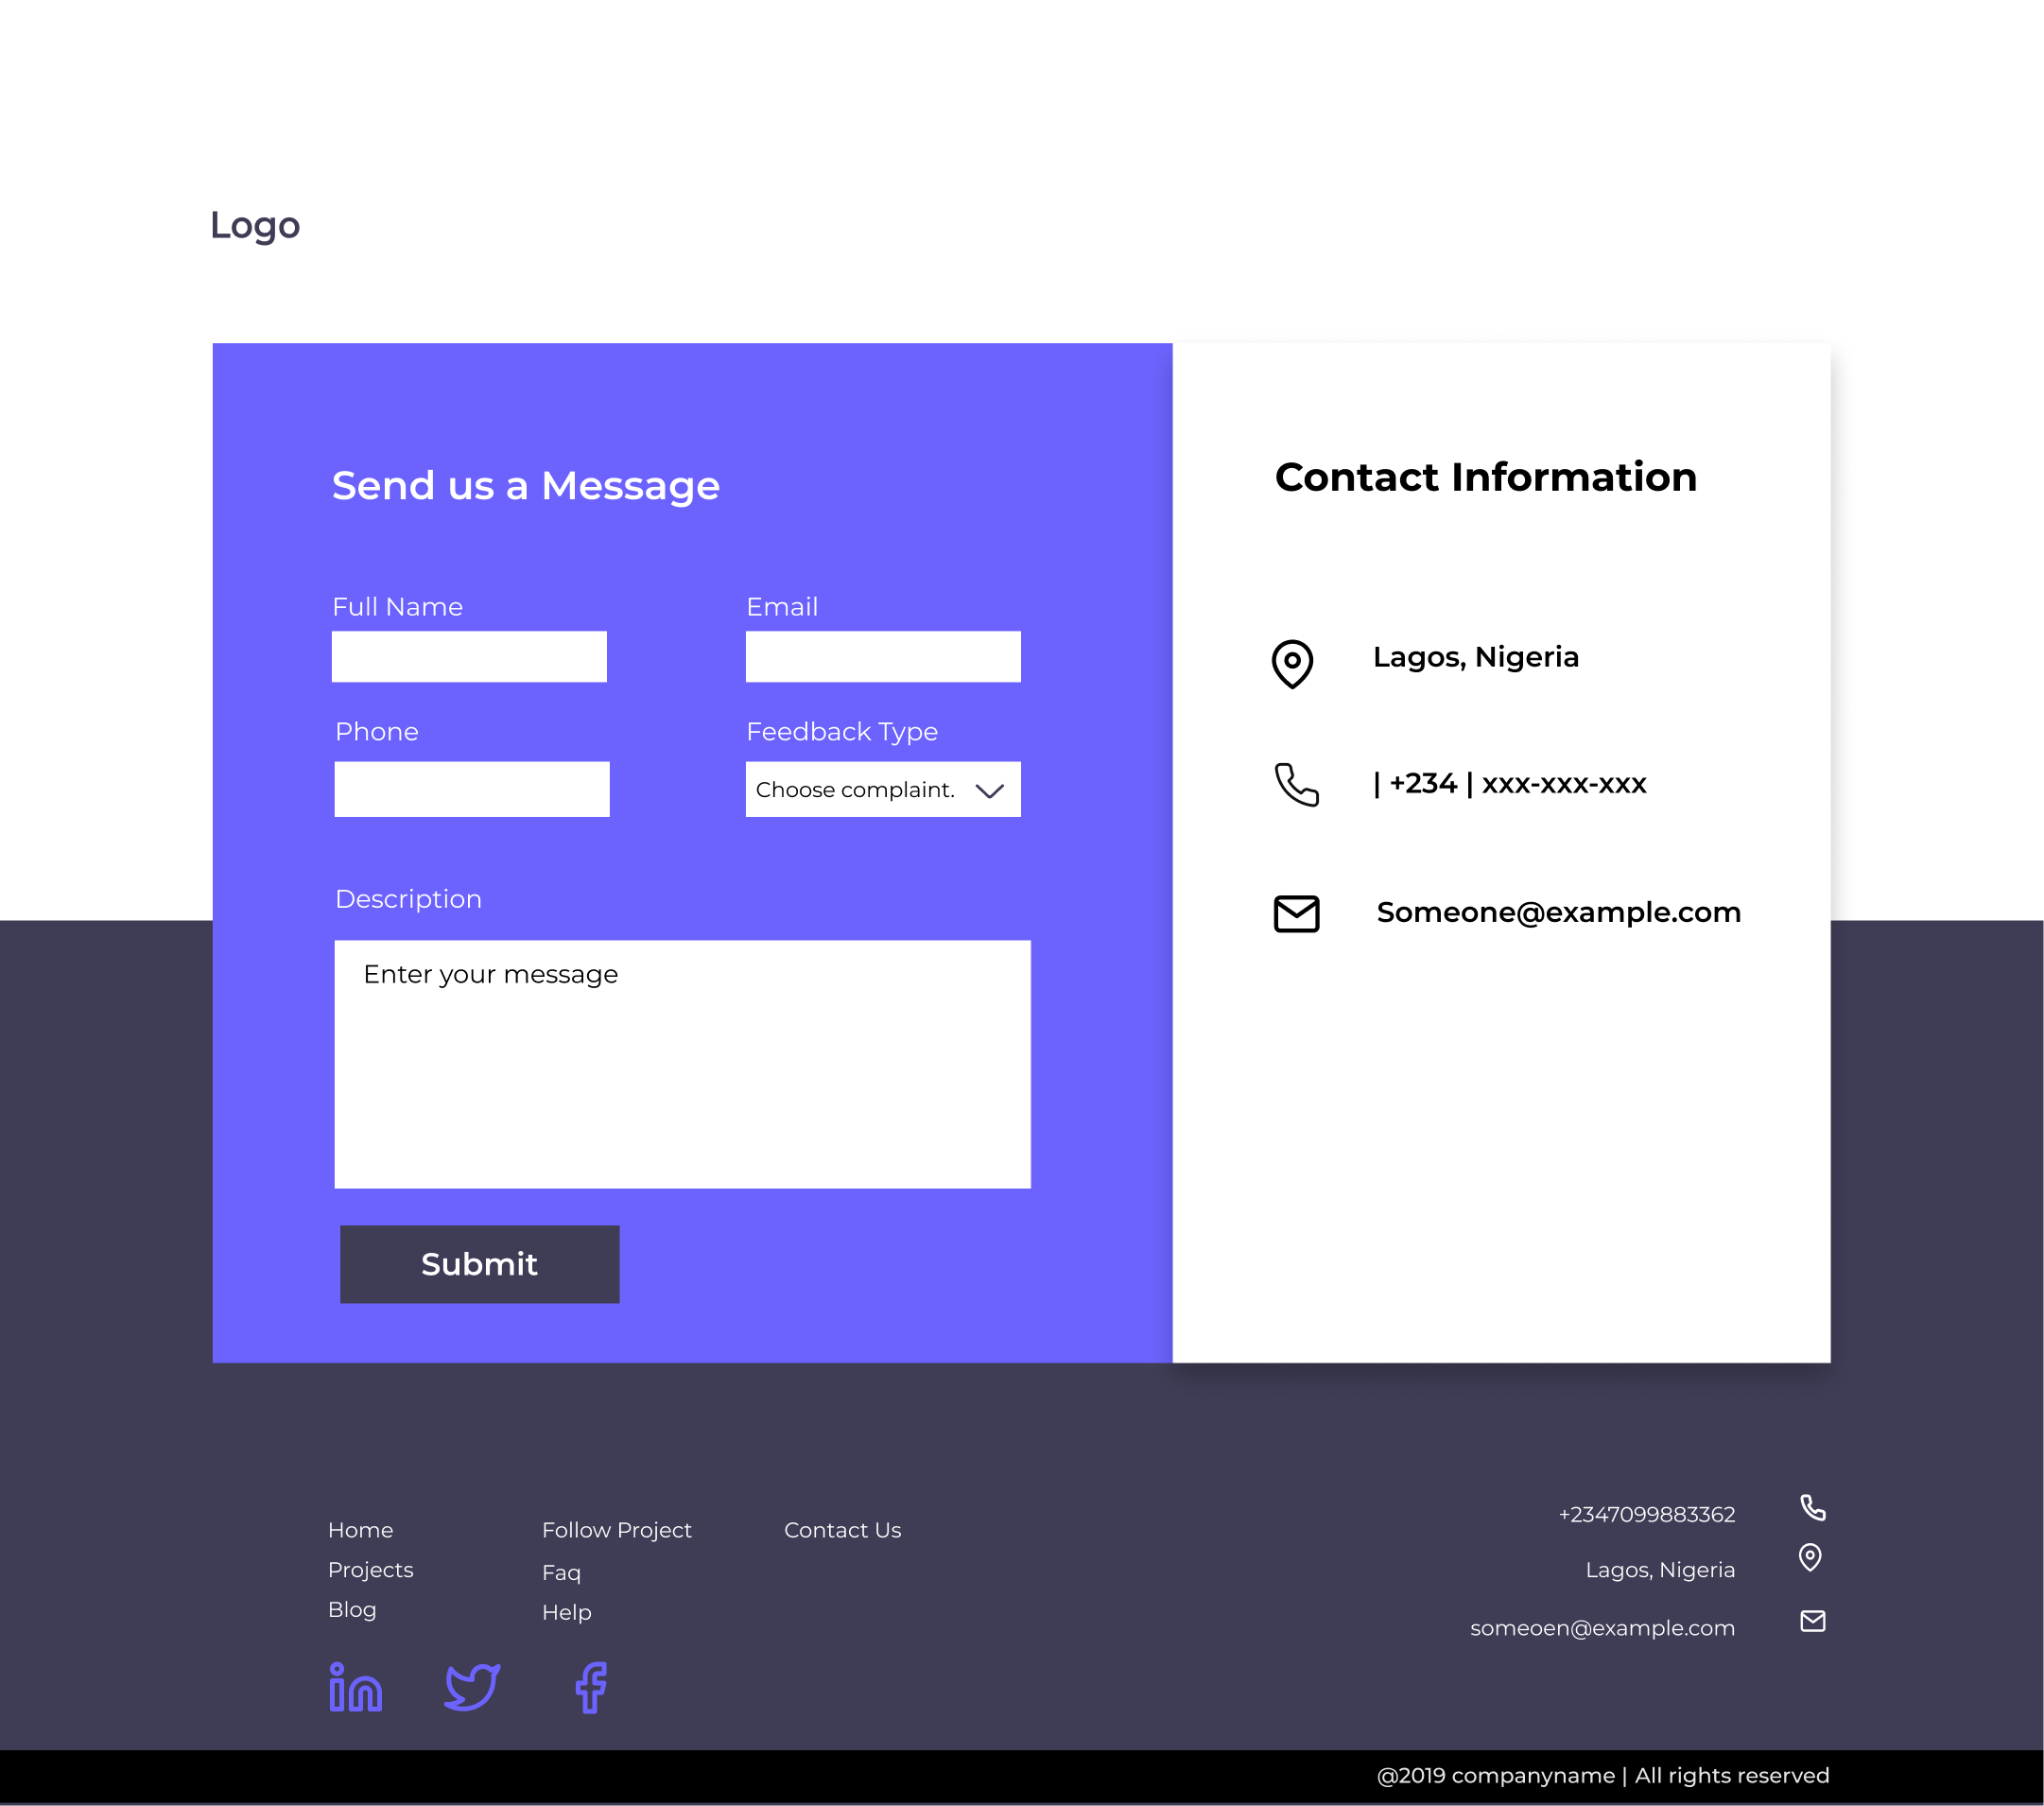 Logo
Send us a Message
Full Name
Email
Phone
Feedback Type
Choose complaint.
Description
Enter your message
Submit
Contact Information
Lagos, Nigeria
| +234 | xxx-xxx-xxx
Someone@example.com
Home
Projects
Blog
Follow Project
Faq
Help
Contact Us
+2347099883362
Lagos, Nigeria
someoen@example.com
@2019 companyname | All rights reserved